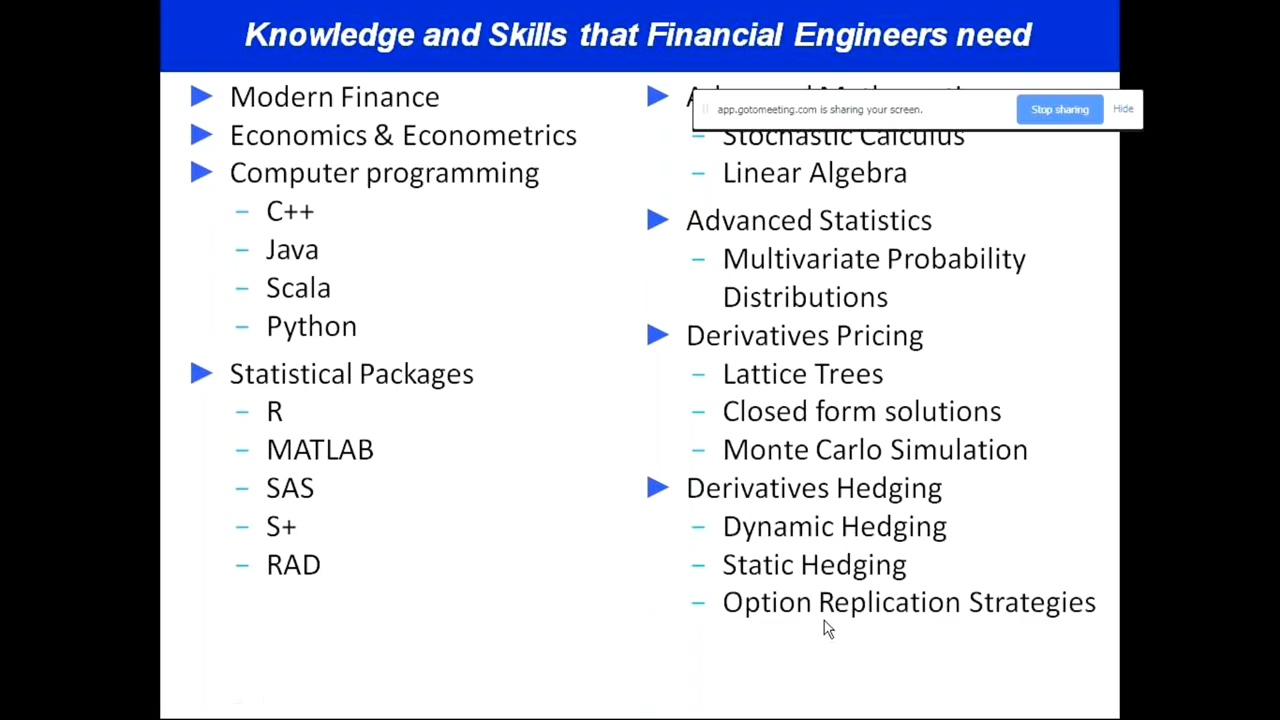 Knowledge and Skills that Financial Engineers need
Modern Finance
Economics & Econometrics
Computer programming
– C++
– Java
– Scala
– Python
Statistical Packages
– R
– MATLAB
– SAS
– S+
– RAD
app.gotomeeting.com is sharing your screen.
Stop sharing
Hide
– Stochastic Calculus
– Linear Algebra
Advanced Statistics
– Multivariate Probability
Distributions
Derivatives Pricing
– Lattice Trees
– Closed form solutions
– Monte Carlo Simulation
Derivatives Hedging
– Dynamic Hedging
– Static Hedging
– Option Replication Strategies